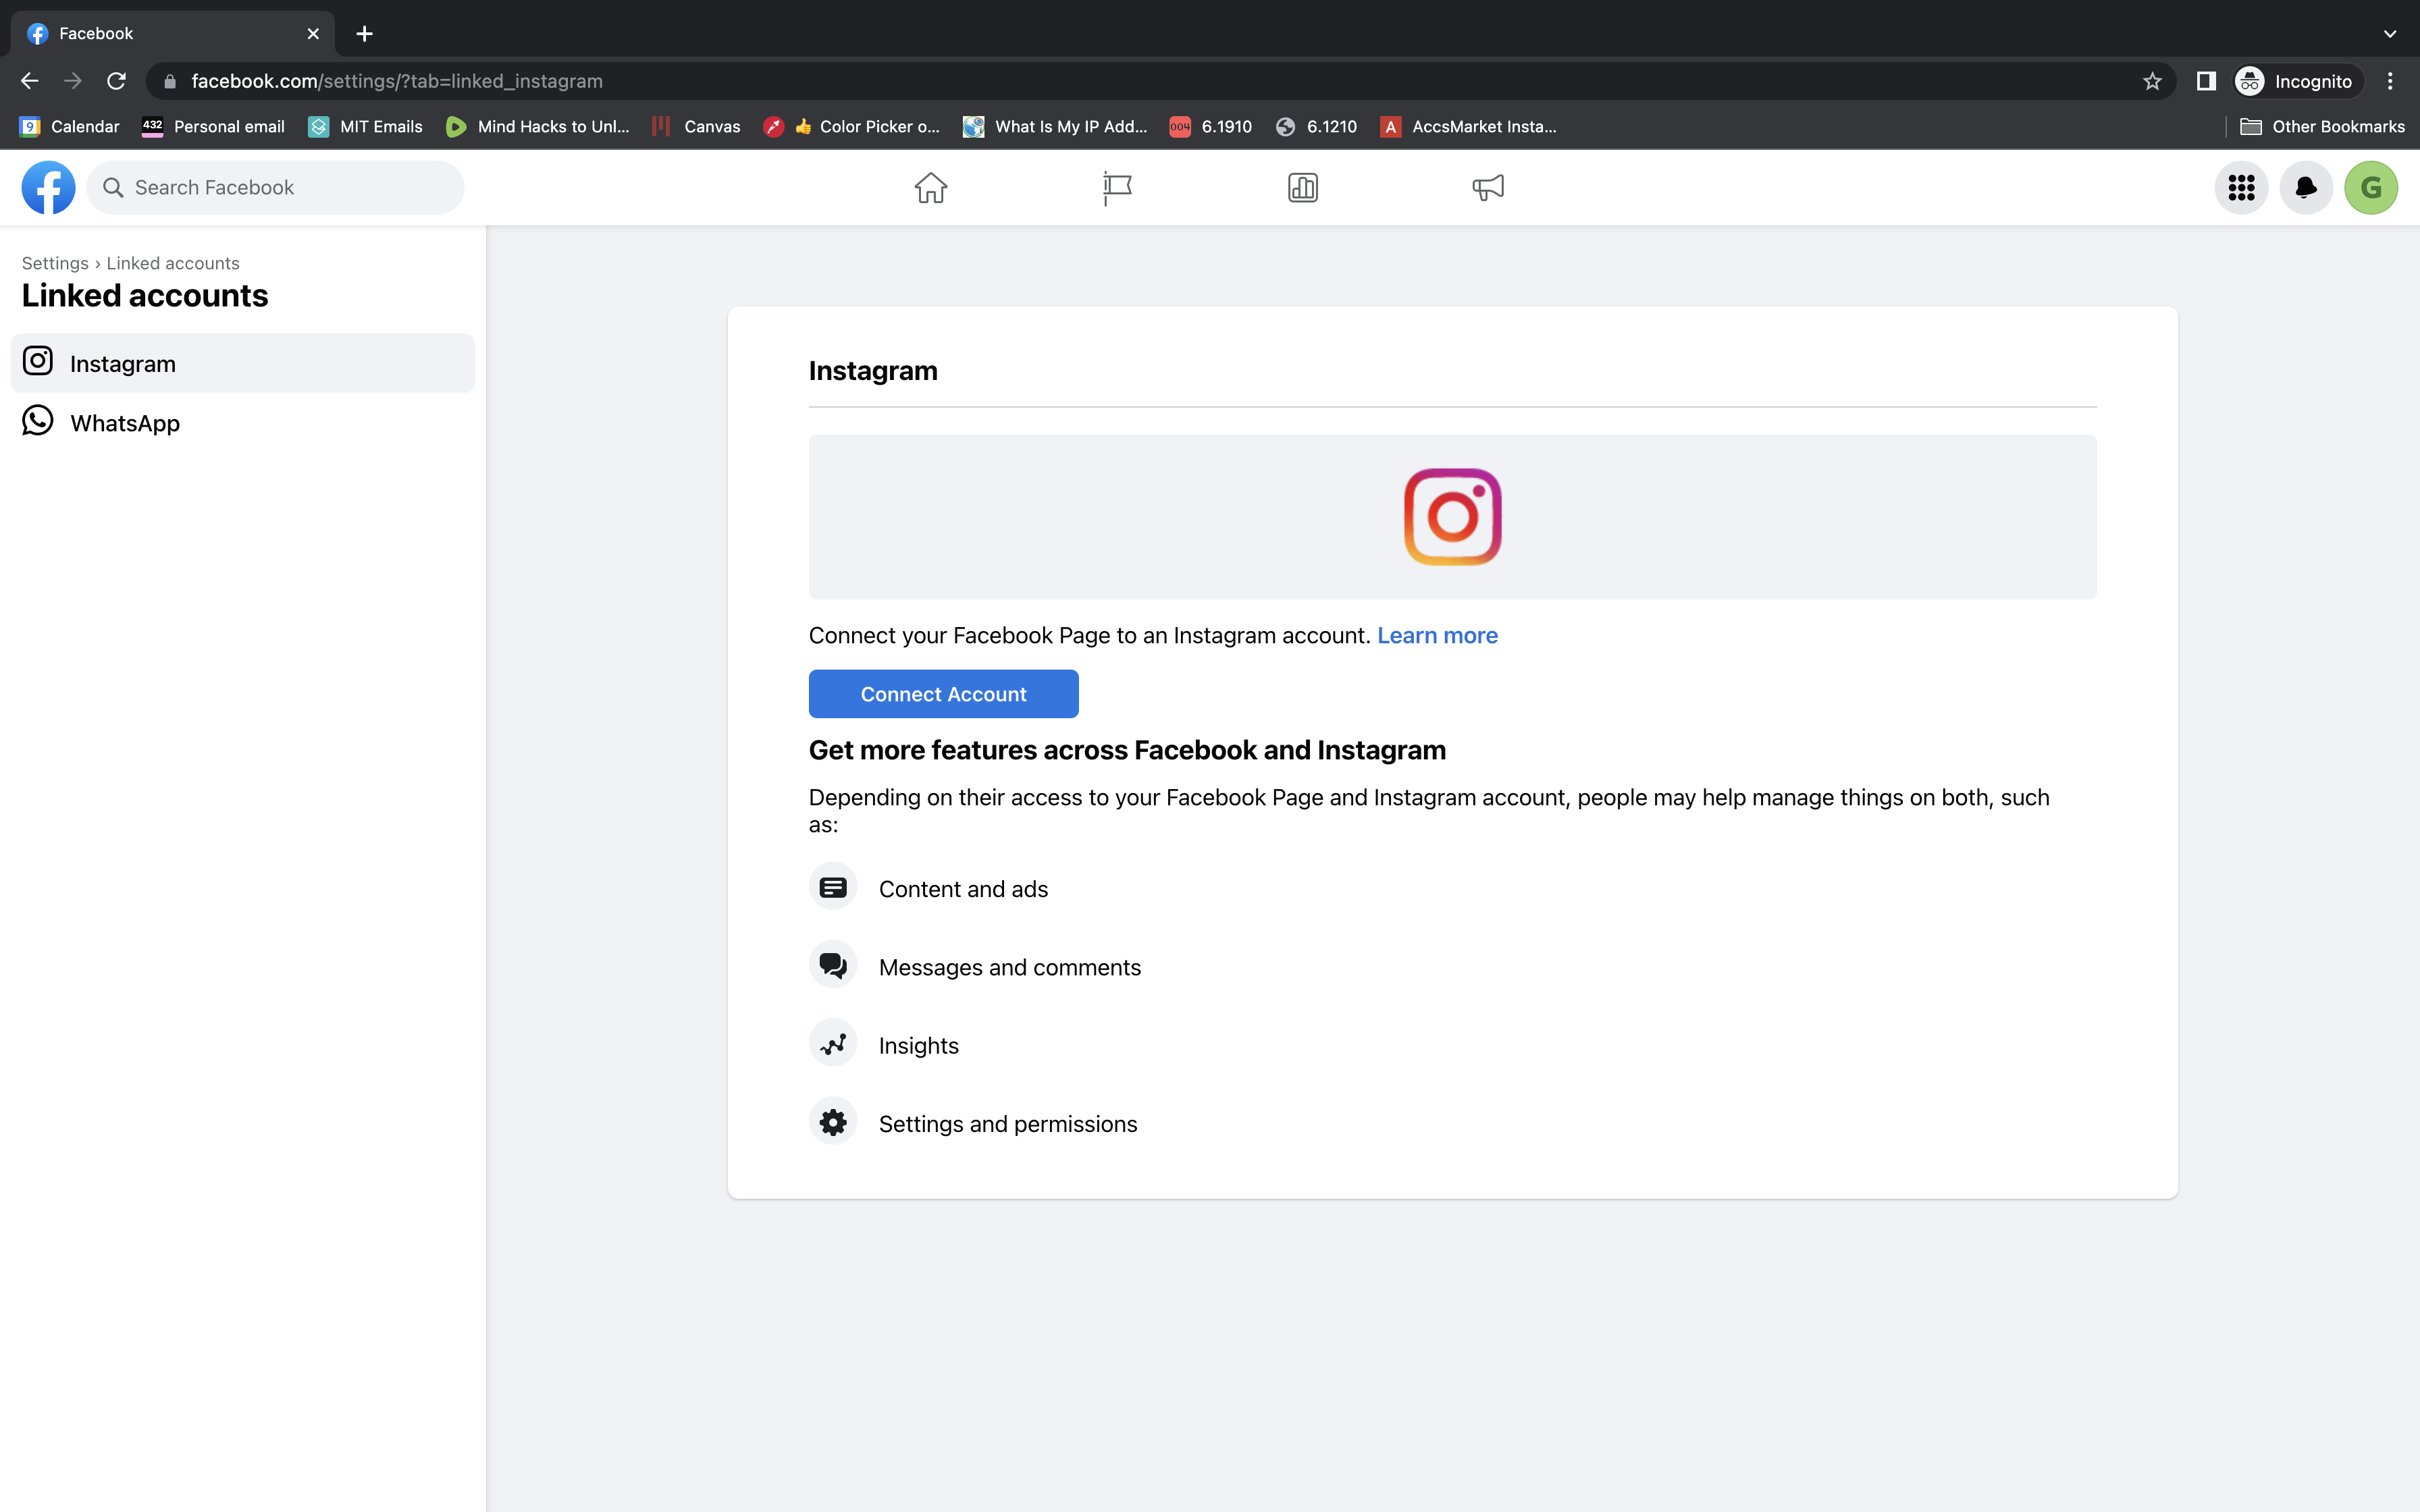 Facebook
facebook.com/settings/?tab=linked_instagram
Incognito
9 Calendar
432 Personal email
MIT Emails
Mind Hacks to Unl...
Canvas
👍 Color Picker o...
What Is My IP Add...
004 6.1910
6.1210
A AccsMarket Insta...
Other Bookmarks
Search Facebook
G
Settings › Linked accounts
Linked accounts
Instagram
WhatsApp
Instagram
Connect your Facebook Page to an Instagram account. Learn more
Connect Account
Get more features across Facebook and Instagram
Depending on their access to your Facebook Page and Instagram account, people may help manage things on both, such
as:
Content and ads
Messages and comments
Insights
Settings and permissions